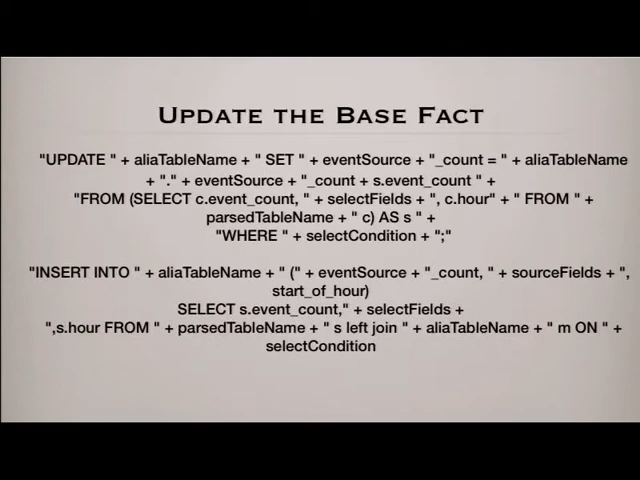 UPDATE THE BASE FACT
"UPDATE " + aliaTableName + " SET " + eventSource + "_count = " + aliaTableName
+ "." + eventSource + "_count + s.event_count " +
"FROM (SELECT c.event_count, " + selectFields + ", c.hour" + " FROM " +
parsedTableName + " c) AS s " +
"WHERE " + selectCondition + ";"
"INSERT INTO " + aliaTableName + " (" + eventSource + "_count, " + sourceFields + ",
start_of_hour)
SELECT s.event_count," + selectFields +
",s.hour FROM " + parsedTableName + " s left join " + aliaTableName + " m ON " +
selectCondition